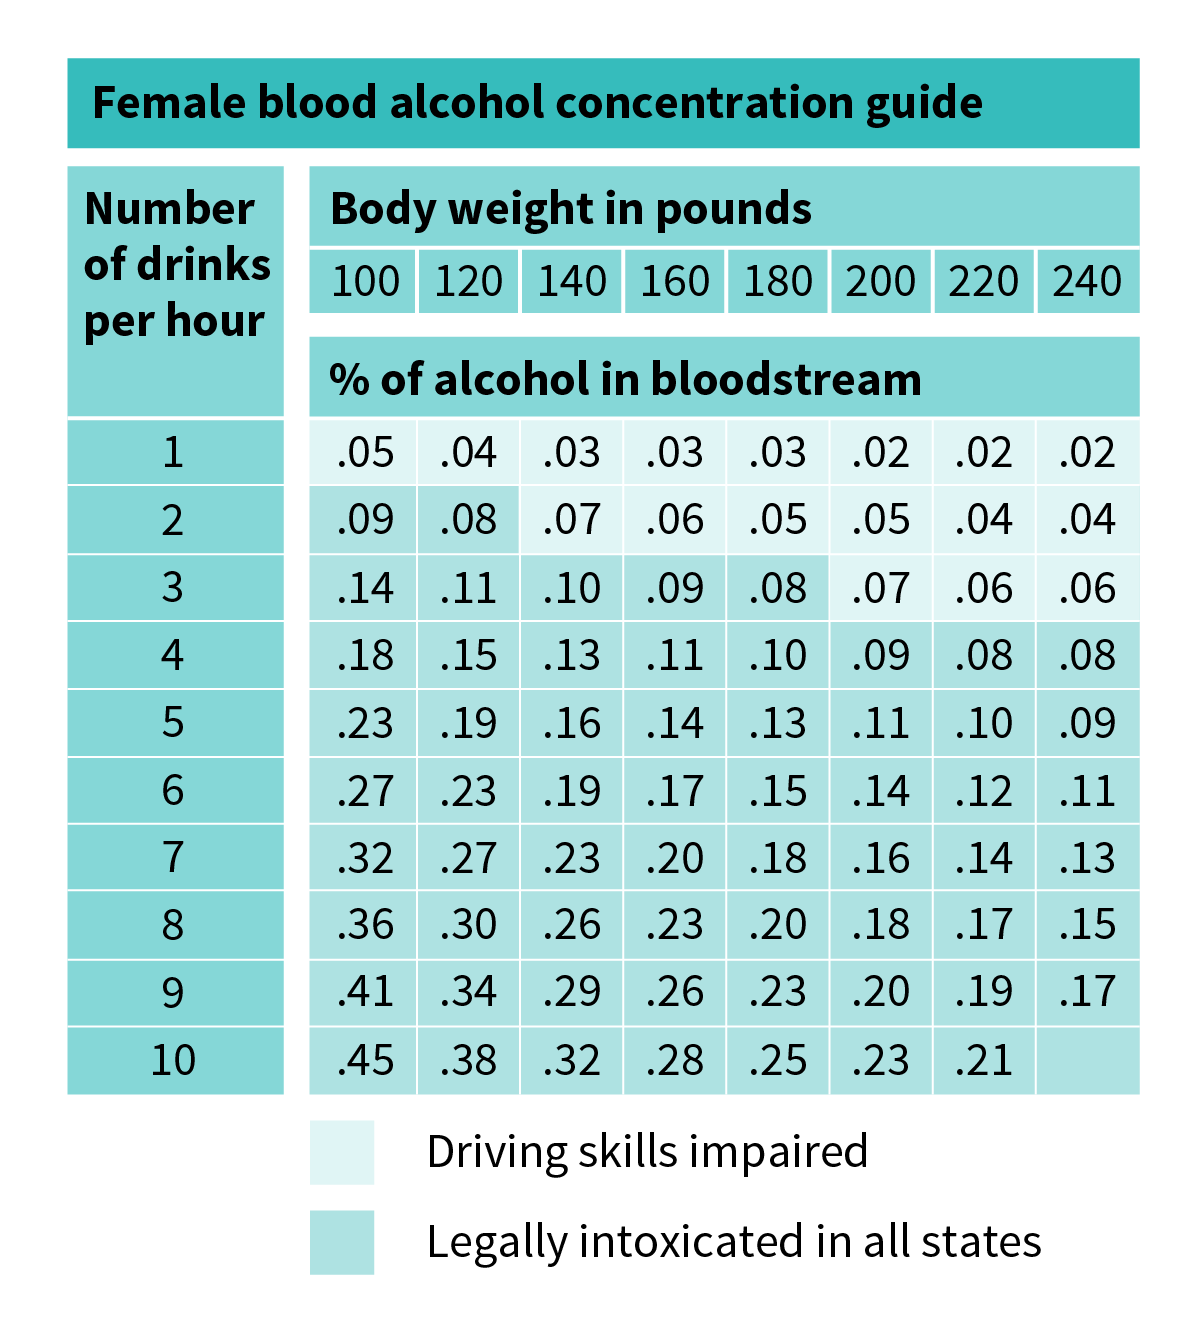 Female blood alcohol concentration guide
Number
of drinks
per hour
Body weight in pounds
100 120 140 160 180 200 220 240
% of alcohol in bloodstream
1 .05 .04 .03 .03 .03 .02 .02 .02
2 .09 .08 .07 .06 .05 .05 .04 .04
3 .14 .11 .10 .09 .08 .07 .06 .06
4 .18 .15 .13 .11 .10 .09 .08 .08
5 .23 .19 .16 .14 .13 .11 .10 .09
6 .27 .23 .19 .17 .15 .14 .12 .11
7 .32 .27 .23 .20 .18 .16 .14 .13
8 .36 .30 .26 .23 .20 .18 .17 .15
9 .41 .34 .29 .26 .23 .20 .19 .17
10 .45 .38 .32 .28 .25 .23 .21
Driving skills impaired
Legally intoxicated in all states